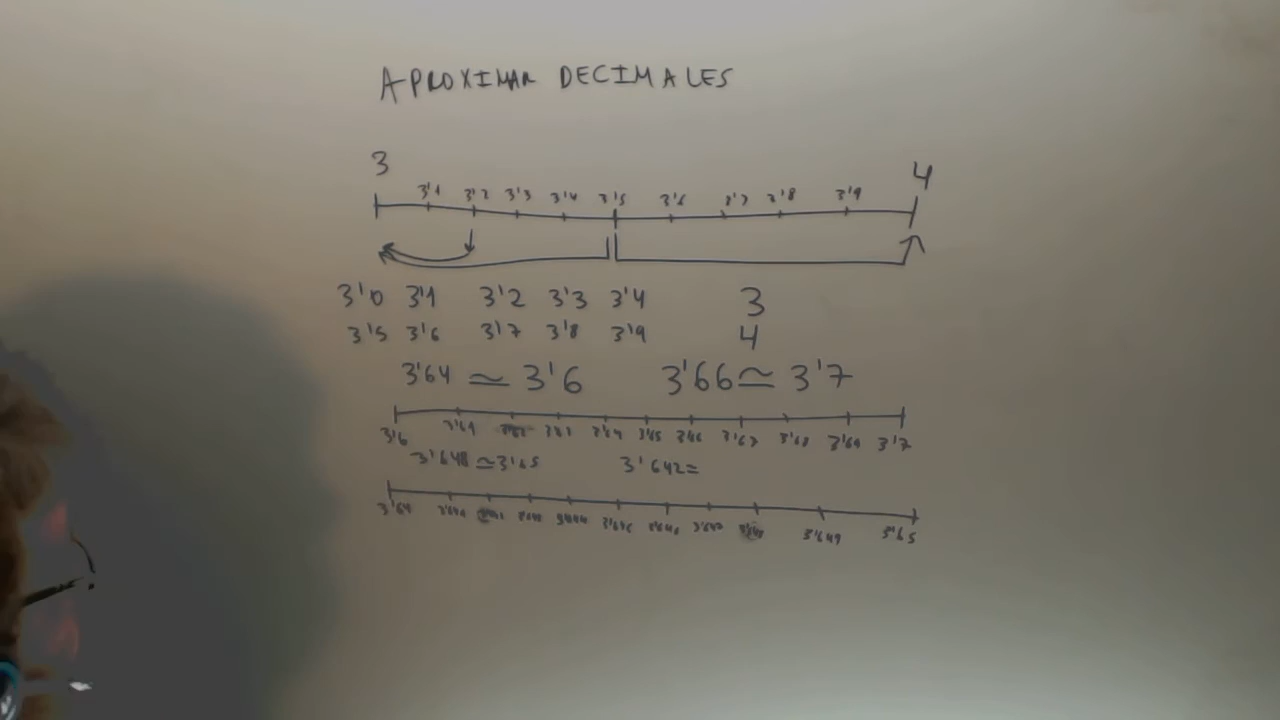 APROXIMAR DECIMALES
3 4
3'1 3'2 3'3 3'4 3'5 3'6 3'7 3'8 3'9
3'0 3'1 3'2 3'3 3'4 3
3'5 3'6 3'7 3'8 3'9 4
3'64 ≃ 3'6 3'66 ≃ 3'7
3'6 3'61 3'63 3'64 3'65 3'66 3'67 3'68 3'69 3'7
3'648 ≃ 3'65 3'642=
3'64 3'641 3'649 3'65